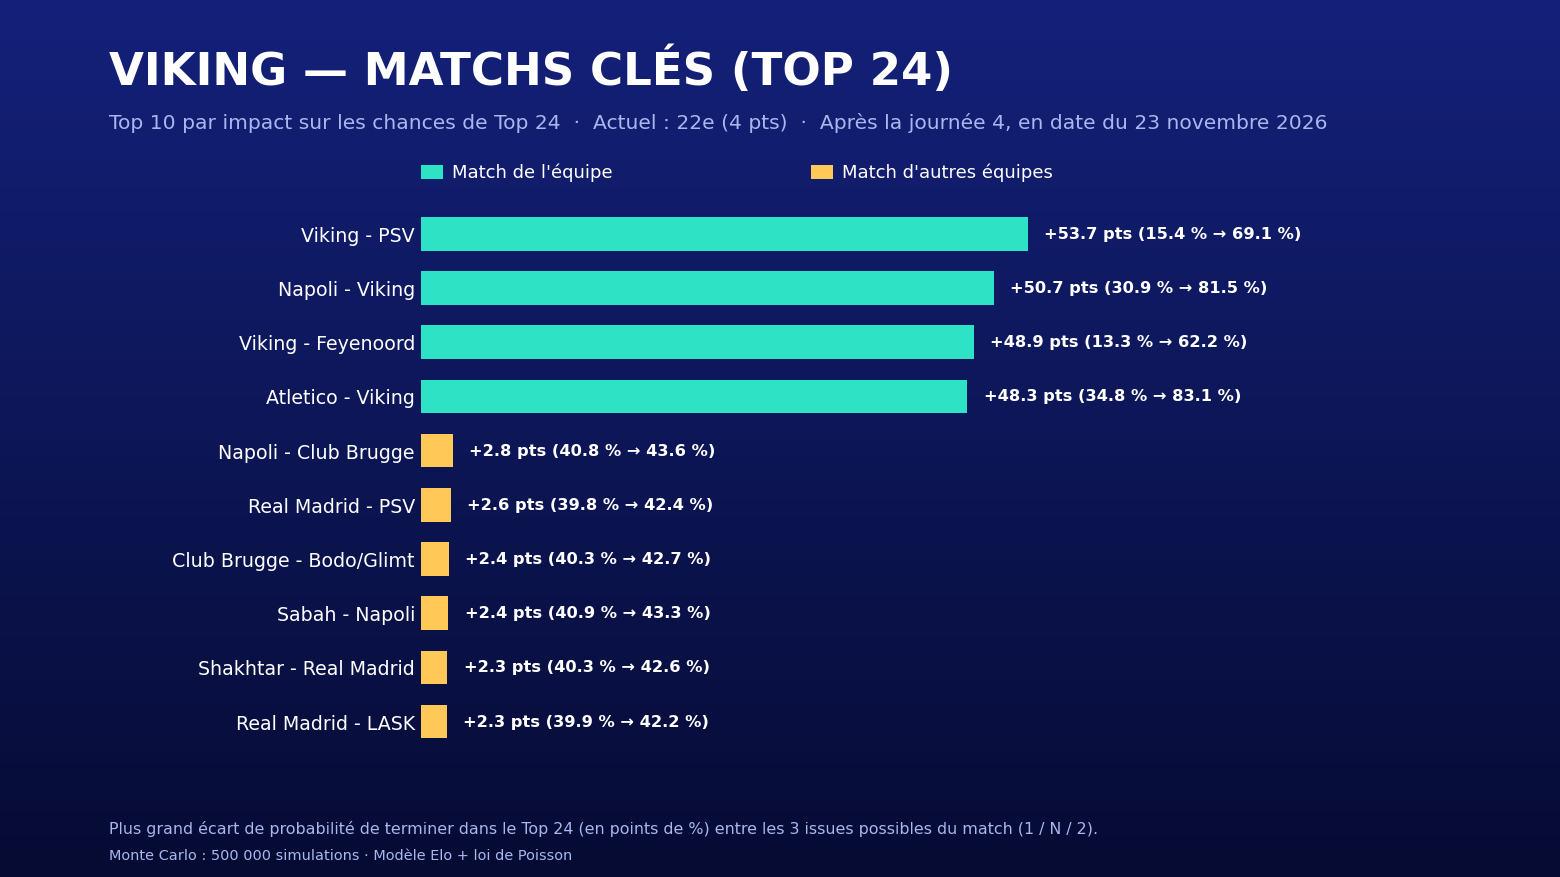 VIKING — MATCHS CLÉS (TOP 24)
Top 10 par impact sur les chances de Top 24 · Actuel : 22e (4 pts) · Après la journée 4, en date du 23 novembre 2026
Match de l'équipe
Match d'autres équipes
Viking - PSV +53.7 pts (15.4 % → 69.1 %)
Napoli - Viking +50.7 pts (30.9 % → 81.5 %)
Viking - Feyenoord +48.9 pts (13.3 % → 62.2 %)
Atletico - Viking +48.3 pts (34.8 % → 83.1 %)
Napoli - Club Brugge +2.8 pts (40.8 % → 43.6 %)
Real Madrid - PSV +2.6 pts (39.8 % → 42.4 %)
Club Brugge - Bodo/Glimt +2.4 pts (40.3 % → 42.7 %)
Sabah - Napoli +2.4 pts (40.9 % → 43.3 %)
Shakhtar - Real Madrid +2.3 pts (40.3 % → 42.6 %)
Real Madrid - LASK +2.3 pts (39.9 % → 42.2 %)
Plus grand écart de probabilité de terminer dans le Top 24 (en points de %) entre les 3 issues possibles du match (1 / N / 2).
Monte Carlo : 500 000 simulations · Modèle Elo + loi de Poisson